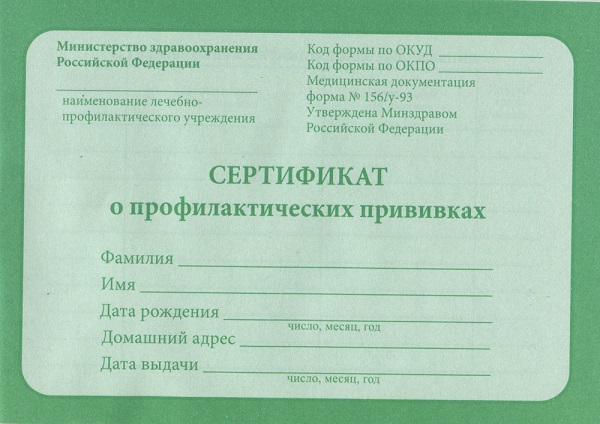 Министерство здравоохранения
Российской Федерации
наименование лечебно-
профилактического учреждения
Код формы по ОКУД
Код формы по ОКПО
Медицинская документация
форма № 156/у-93
Утверждена Минздравом
Российской Федерации
СЕРТИФИКАТ
о профилактических прививках
Фамилия
Имя
Дата рождения
число, месяц, год
Домашний адрес
Дата выдачи
число, месяц, год